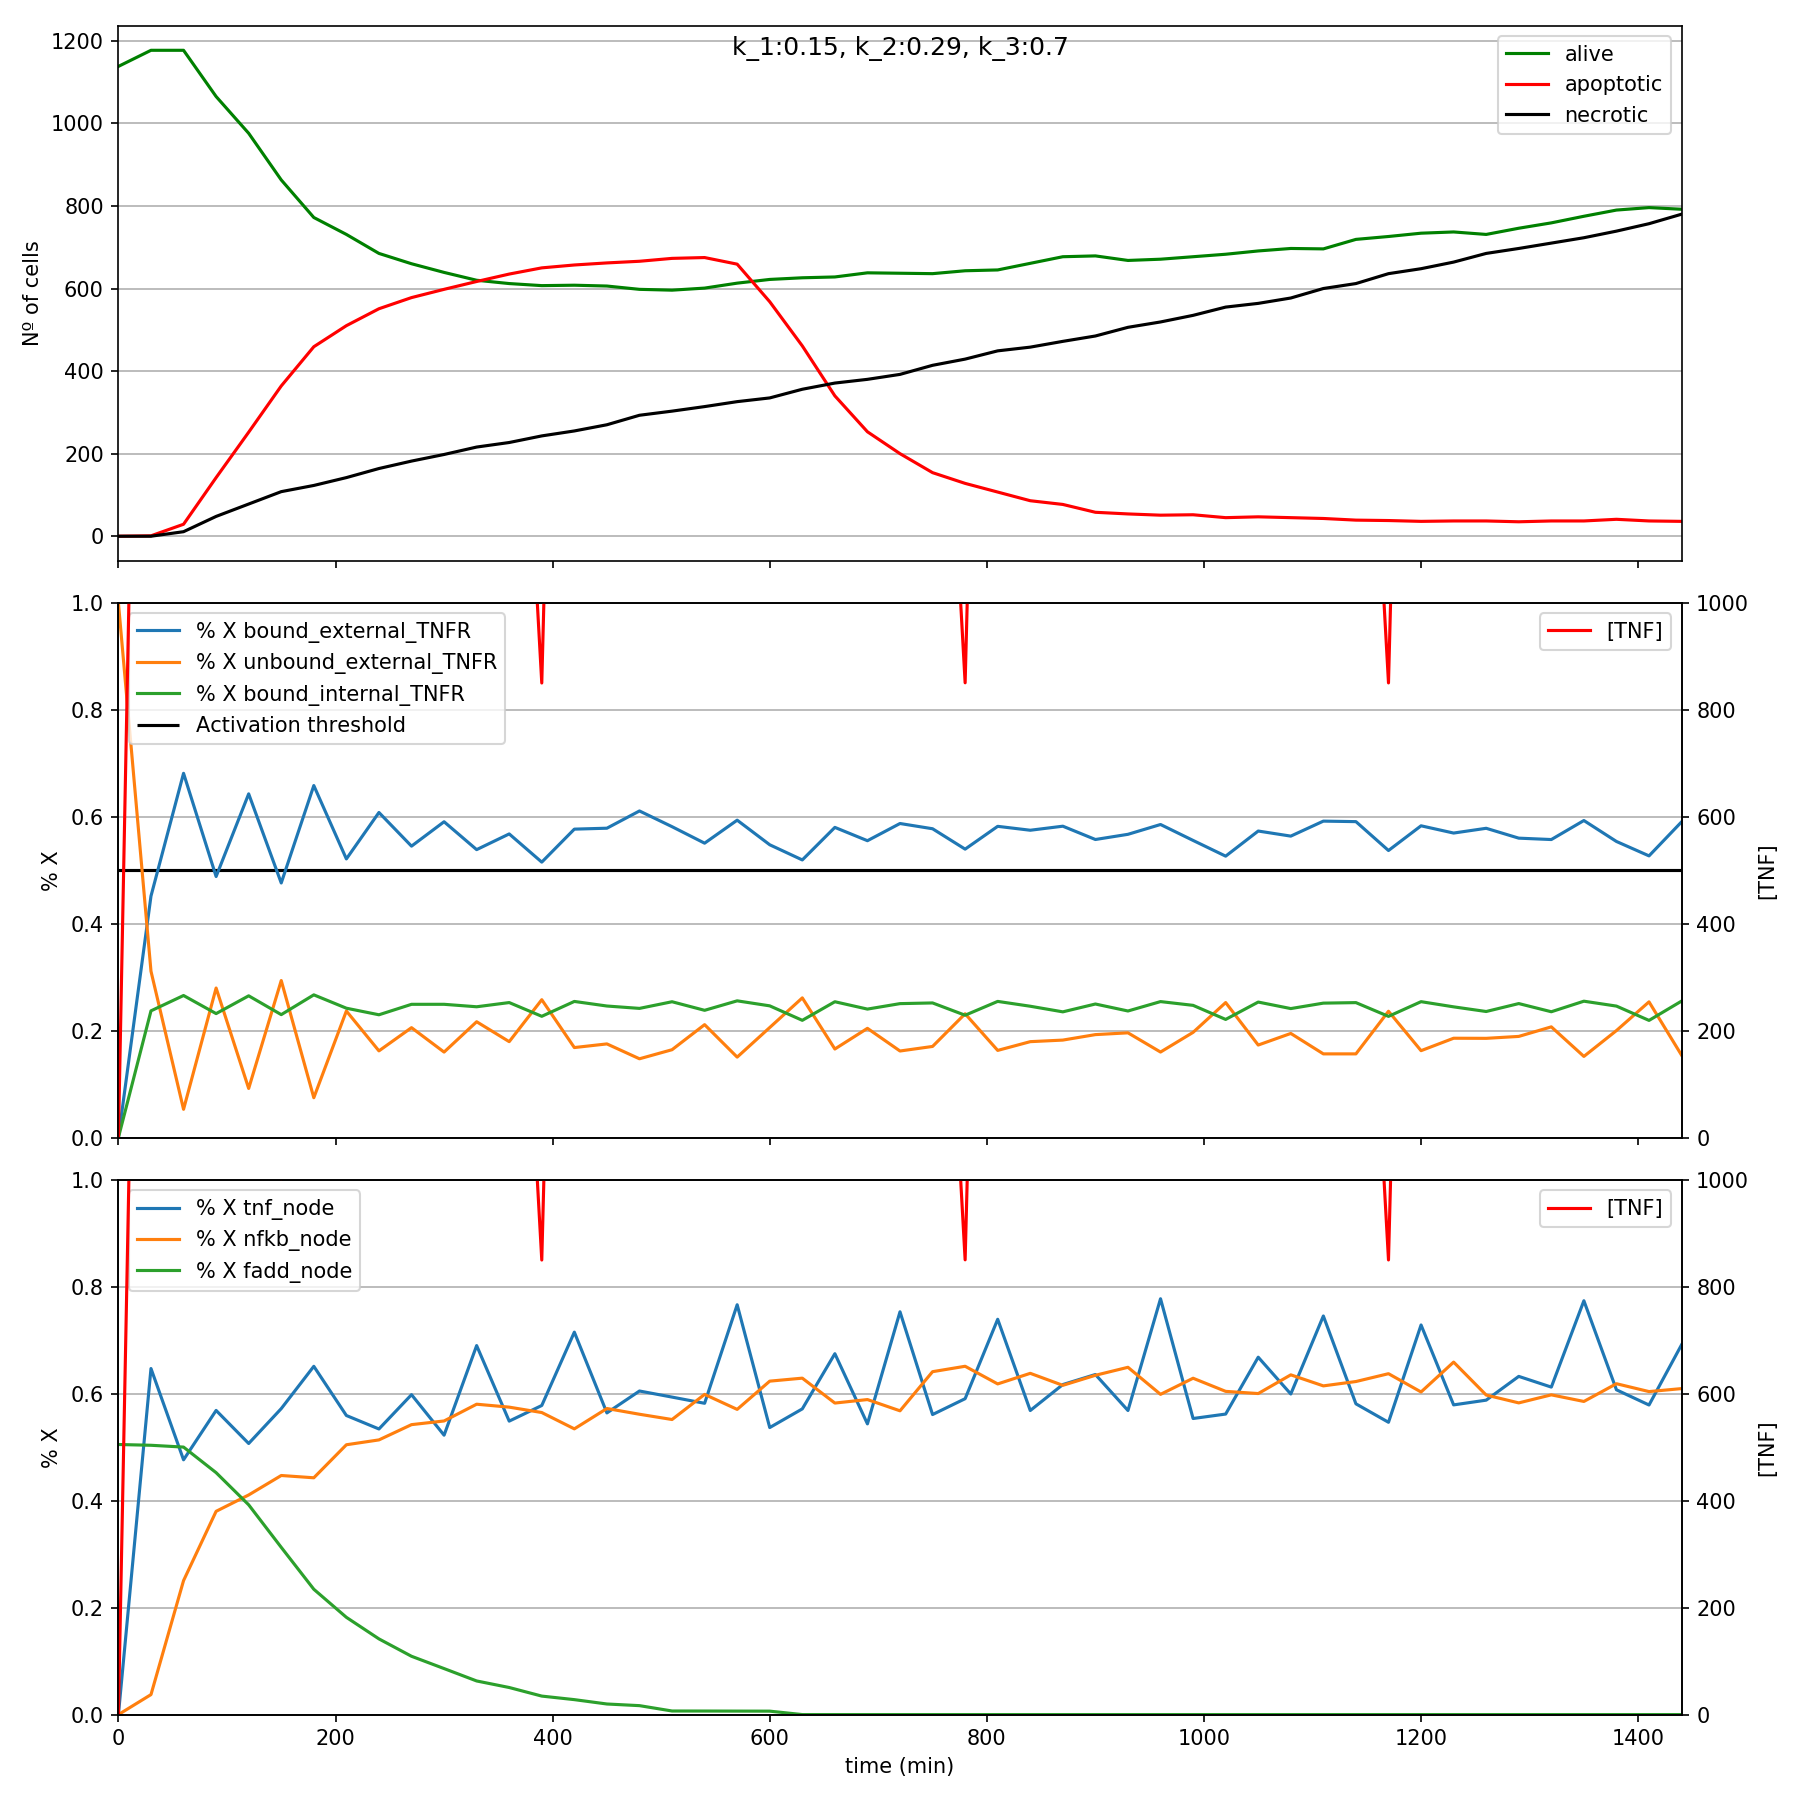 k_1:0.15, k_2:0.29, k_3:0.7
alive
apoptotic
necrotic
Nº of cells
1200
1000
800
600
400
200
0
% X bound_external_TNFR
% X unbound_external_TNFR
% X bound_internal_TNFR
Activation threshold
[TNF]
% X
1.0
0.8
0.6
0.4
0.2
0.0
1000
800
600
400
200
0
[TNF]
% X tnf_node
% X nfkb_node
% X fadd_node
[TNF]
% X
1.0
0.8
0.6
0.4
0.2
0.0
1000
800
600
400
200
0
[TNF]
0 200 400 600 800 1000 1200 1400
time (min)